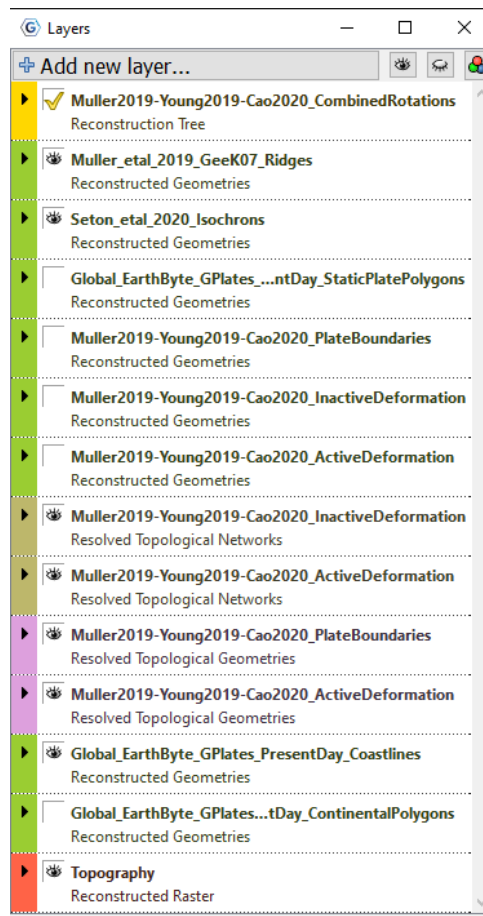 Layers
Add new layer...
Muller2019-Young2019-Cao2020_CombinedRotations
Reconstruction Tree
Muller_etal_2019_GeeK07_Ridges
Reconstructed Geometries
Seton_etal_2020_Isochrons
Reconstructed Geometries
Global_EarthByte_GPlates_...ntDay_StaticPlatePolygons
Reconstructed Geometries
Muller2019-Young2019-Cao2020_PlateBoundaries
Reconstructed Geometries
Muller2019-Young2019-Cao2020_InactiveDeformation
Reconstructed Geometries
Muller2019-Young2019-Cao2020_ActiveDeformation
Reconstructed Geometries
Muller2019-Young2019-Cao2020_InactiveDeformation
Resolved Topological Networks
Muller2019-Young2019-Cao2020_ActiveDeformation
Resolved Topological Networks
Muller2019-Young2019-Cao2020_PlateBoundaries
Resolved Topological Geometries
Muller2019-Young2019-Cao2020_ActiveDeformation
Resolved Topological Geometries
Global_EarthByte_GPlates_PresentDay_Coastlines
Reconstructed Geometries
Global_EarthByte_GPlates...tDay_ContinentalPolygons
Reconstructed Geometries
Topography
Reconstructed Raster